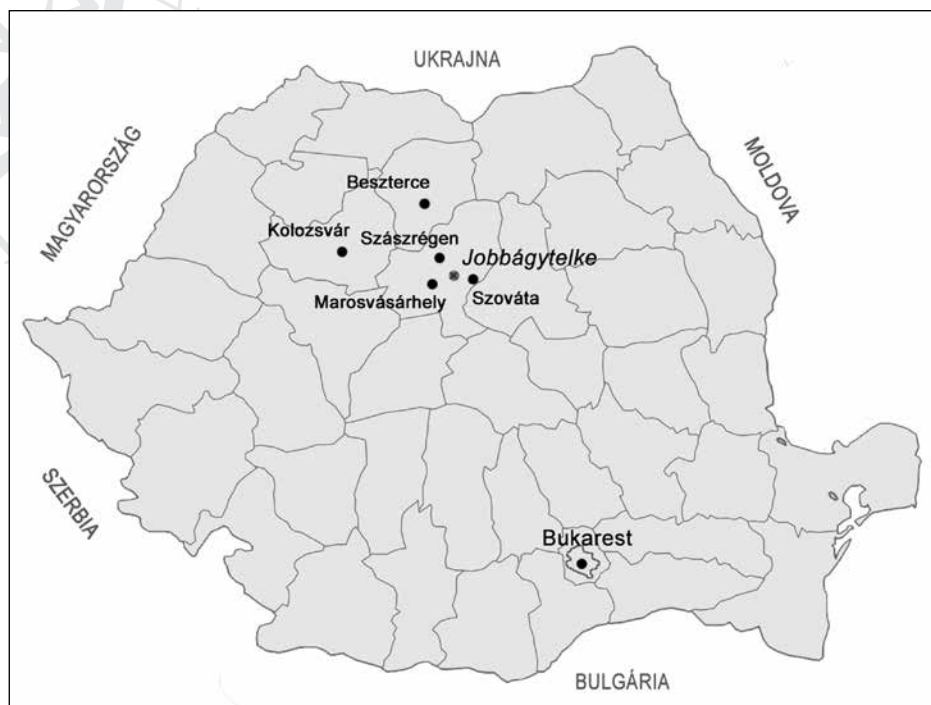 UKRAJNA
MAGYARORSZÁG
MOLDOVA
Beszterce
Kolozsvár
Szászrégen
Jobbágytelke
Marosvásárhely
Szováta
SZERBIA
Bukarest
BULGÁRIA